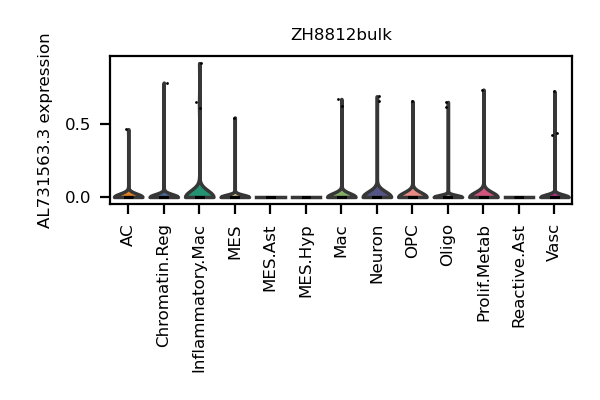 ZH8812bulk
AL731563.3 expression
0.5
0.0
AC
Chromatin.Reg
Inflammatory.Mac
MES
MES.Ast
MES.Hyp
Mac
Neuron
OPC
Oligo
Prolif.Metab
Reactive.Ast
Vasc